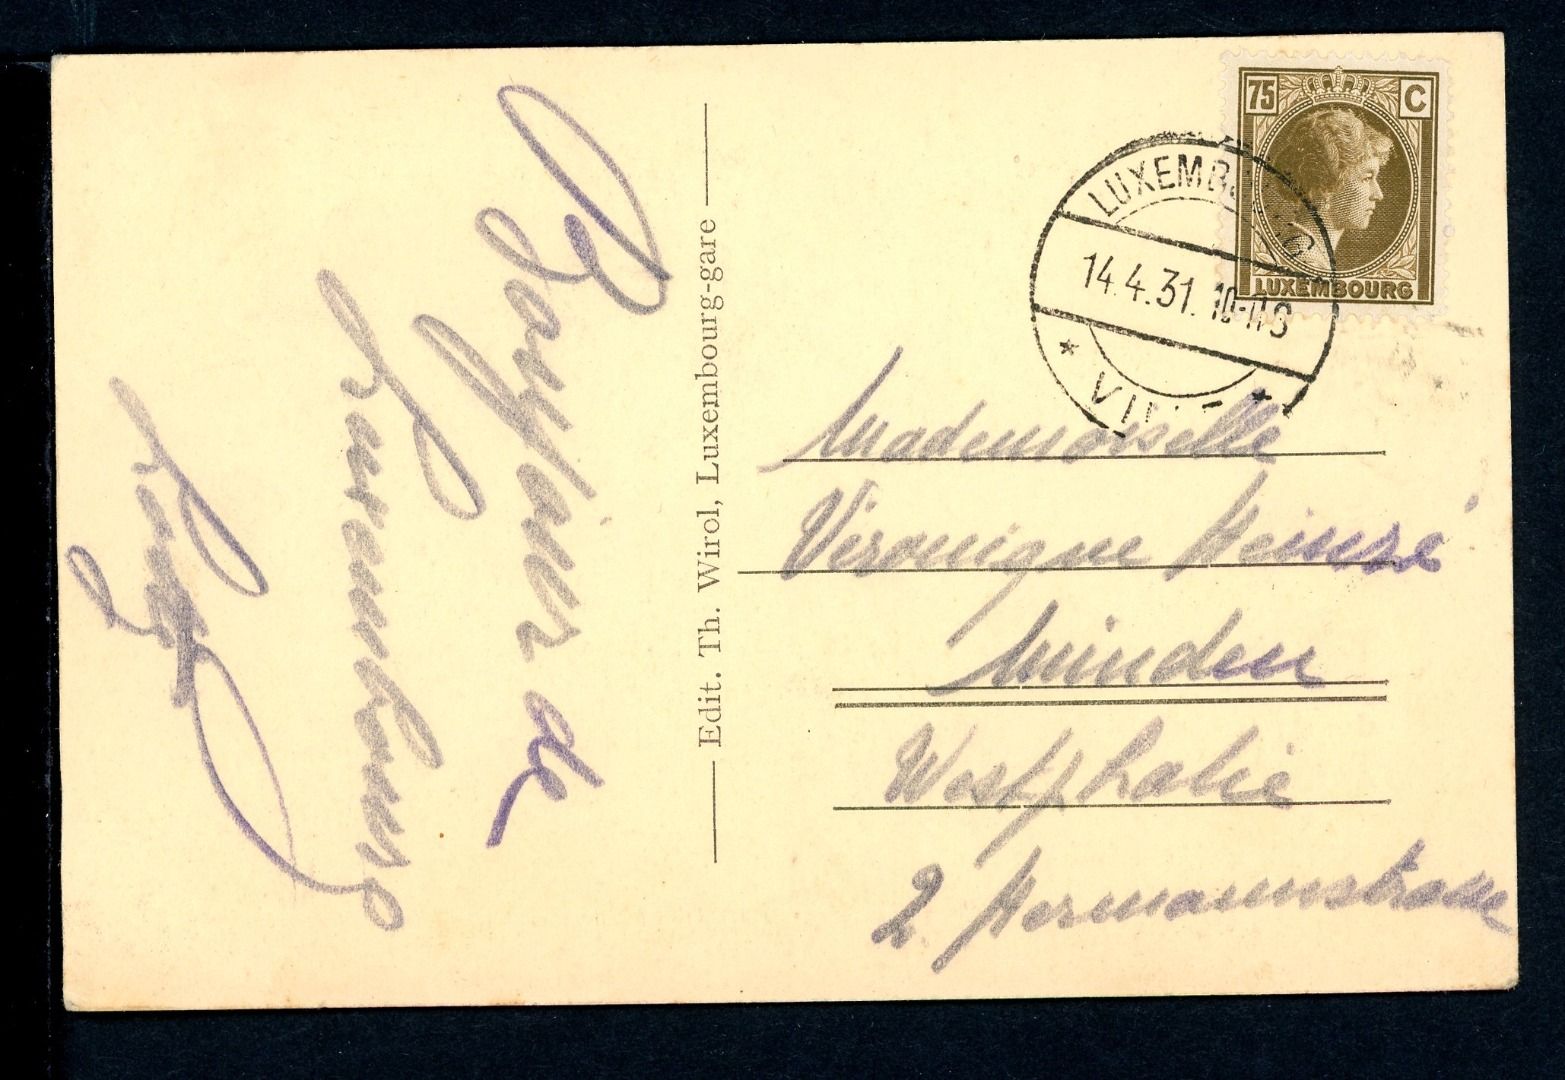 Bonjour de
Luxembourg
Edit. Th. Wirol, Luxembourg-gare
75 C
LUXEMBOURG
LUXEMBOURG
14.4.31. 10-11 S
* VILLE *
Mademoiselle
Véronique
Minden
Westphalie
2. Hermannstrasse